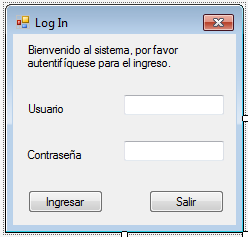 Log In
Bienvenido al sistema, por favor
autentifíquese para el ingreso.
Usuario
Contraseña
Ingresar Salir